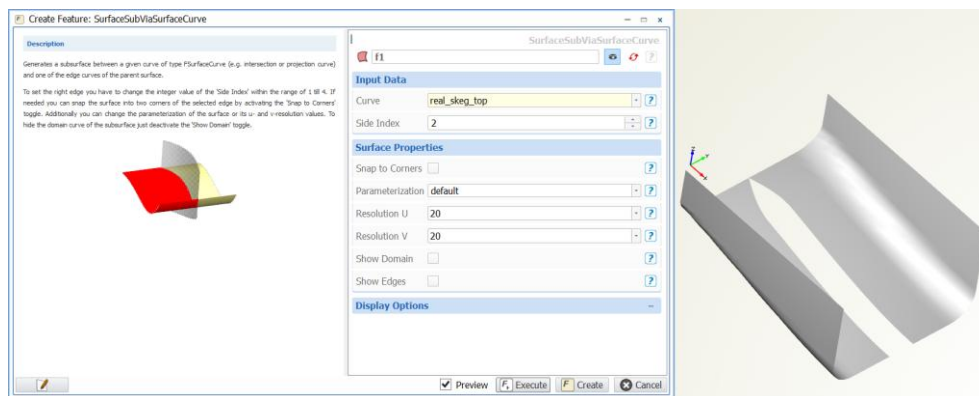 Create Feature: SurfaceSubViaSurfaceCurve
Description
Generates a subsurface between a given curve of type FSurfaceCurve (e.g. intersection or projection curve)
and one of the edge curves of the parent surface.
To set the right edge you have to change the integer value of the 'Side Index' within the range of 1 till 4. If
needed you can snap the surface into two corners of the selected edge by activating the 'Snap to Corners'
toggle. Additionally you can change the parameterization of the surface or its u- and v-resolution values. To
hide the domain curve of the subsurface just deactivate the 'Show Domain' toggle.
SurfaceSubViaSurfaceCurve
f1
?
Input Data
Curve real_skeg_top ?
Side Index 2 ?
Surface Properties
Snap to Corners ?
Parameterization default ?
Resolution U 20 ?
Resolution V 20 ?
Show Domain ?
Show Edges ?
Display Options
Preview Execute Create Cancel
Z
Y
X